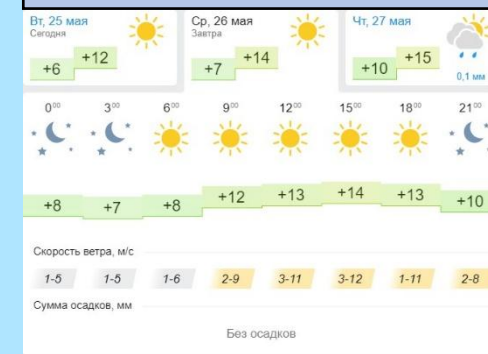 Вт, 25 мая
Сегодня
+6 +12
Ср, 26 мая
Завтра
+7 +14
Чт, 27 мая
+10 +15
0,1 мм
0⁰⁰ 3⁰⁰ 6⁰⁰ 9⁰⁰ 12⁰⁰ 15⁰⁰ 18⁰⁰ 21⁰⁰
+8 +7 +8 +12 +13 +14 +13 +10
Скорость ветра, м/с
1-5 1-5 1-6 2-9 3-11 3-12 1-11 2-8
Сумма осадков, мм
Без осадков